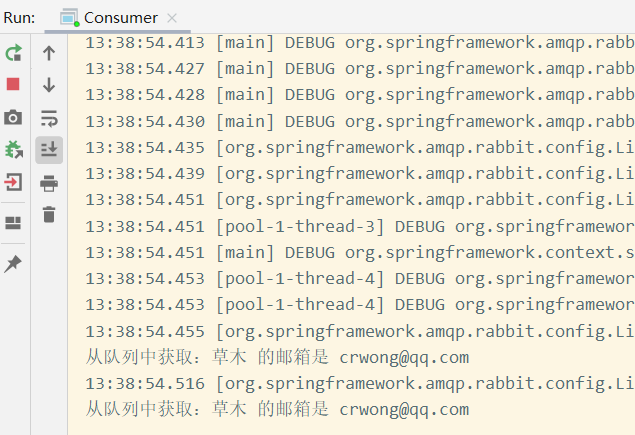 Run: Consumer
13:38:54.413 [main] DEBUG org.springframework.amqp.rabb
13:38:54.427 [main] DEBUG org.springframework.amqp.rabb
13:38:54.428 [main] DEBUG org.springframework.amqp.rabb
13:38:54.430 [main] DEBUG org.springframework.amqp.rabb
13:38:54.435 [org.springframework.amqp.rabbit.config.Li
13:38:54.439 [org.springframework.amqp.rabbit.config.Li
13:38:54.451 [org.springframework.amqp.rabbit.config.Li
13:38:54.451 [pool-1-thread-3] DEBUG org.springframewor
13:38:54.451 [main] DEBUG org.springframework.context.s
13:38:54.453 [pool-1-thread-4] DEBUG org.springframewor
13:38:54.453 [pool-1-thread-4] DEBUG org.springframewor
13:38:54.455 [org.springframework.amqp.rabbit.config.Li
从队列中获取：草木 的邮箱是 crwong@qq.com
13:38:54.516 [org.springframework.amqp.rabbit.config.Li
从队列中获取：草木 的邮箱是 crwong@qq.com